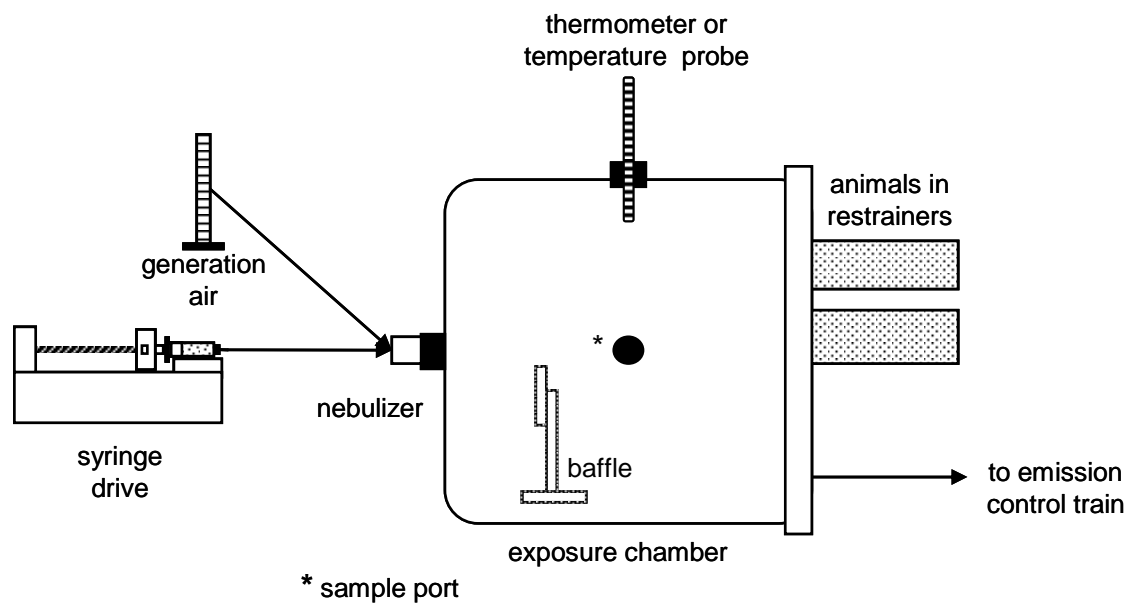 thermometer or
temperature probe
animals in
restrainers
generation
air
*
nebulizer
syringe
drive
baffle
to emission
control train
exposure chamber
* sample port